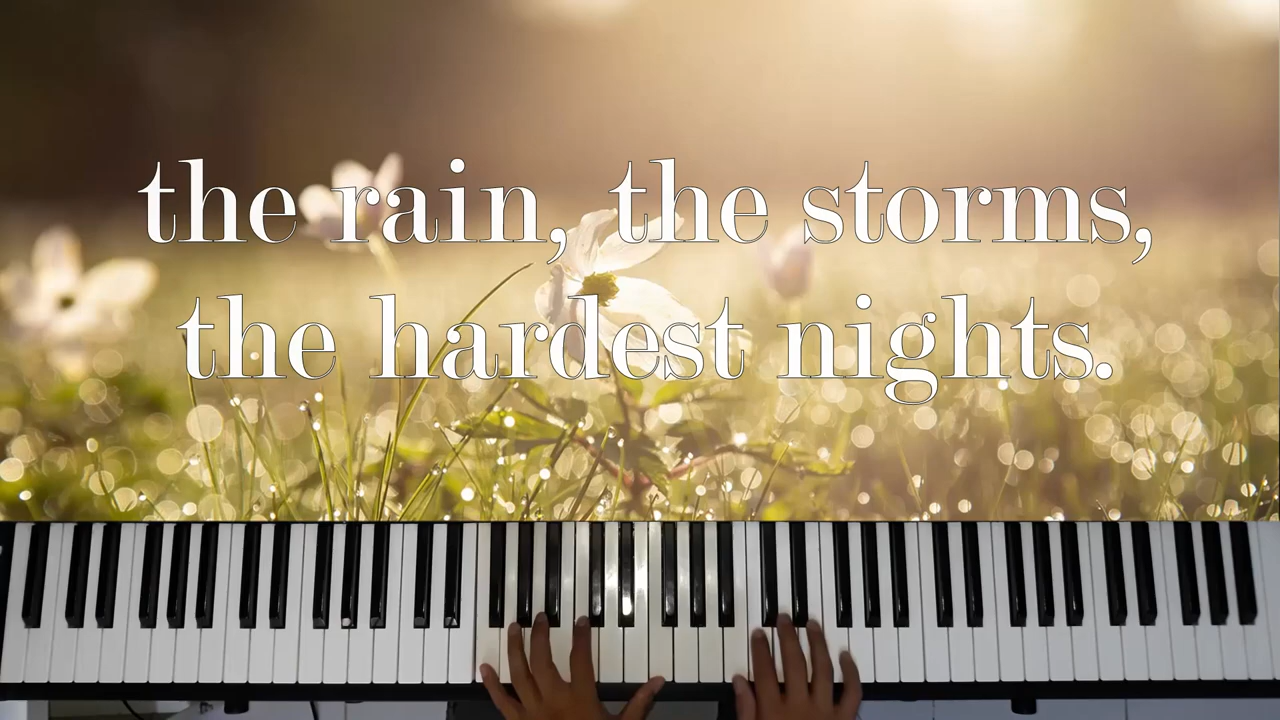 the rain, the storms,
the hardest nights.